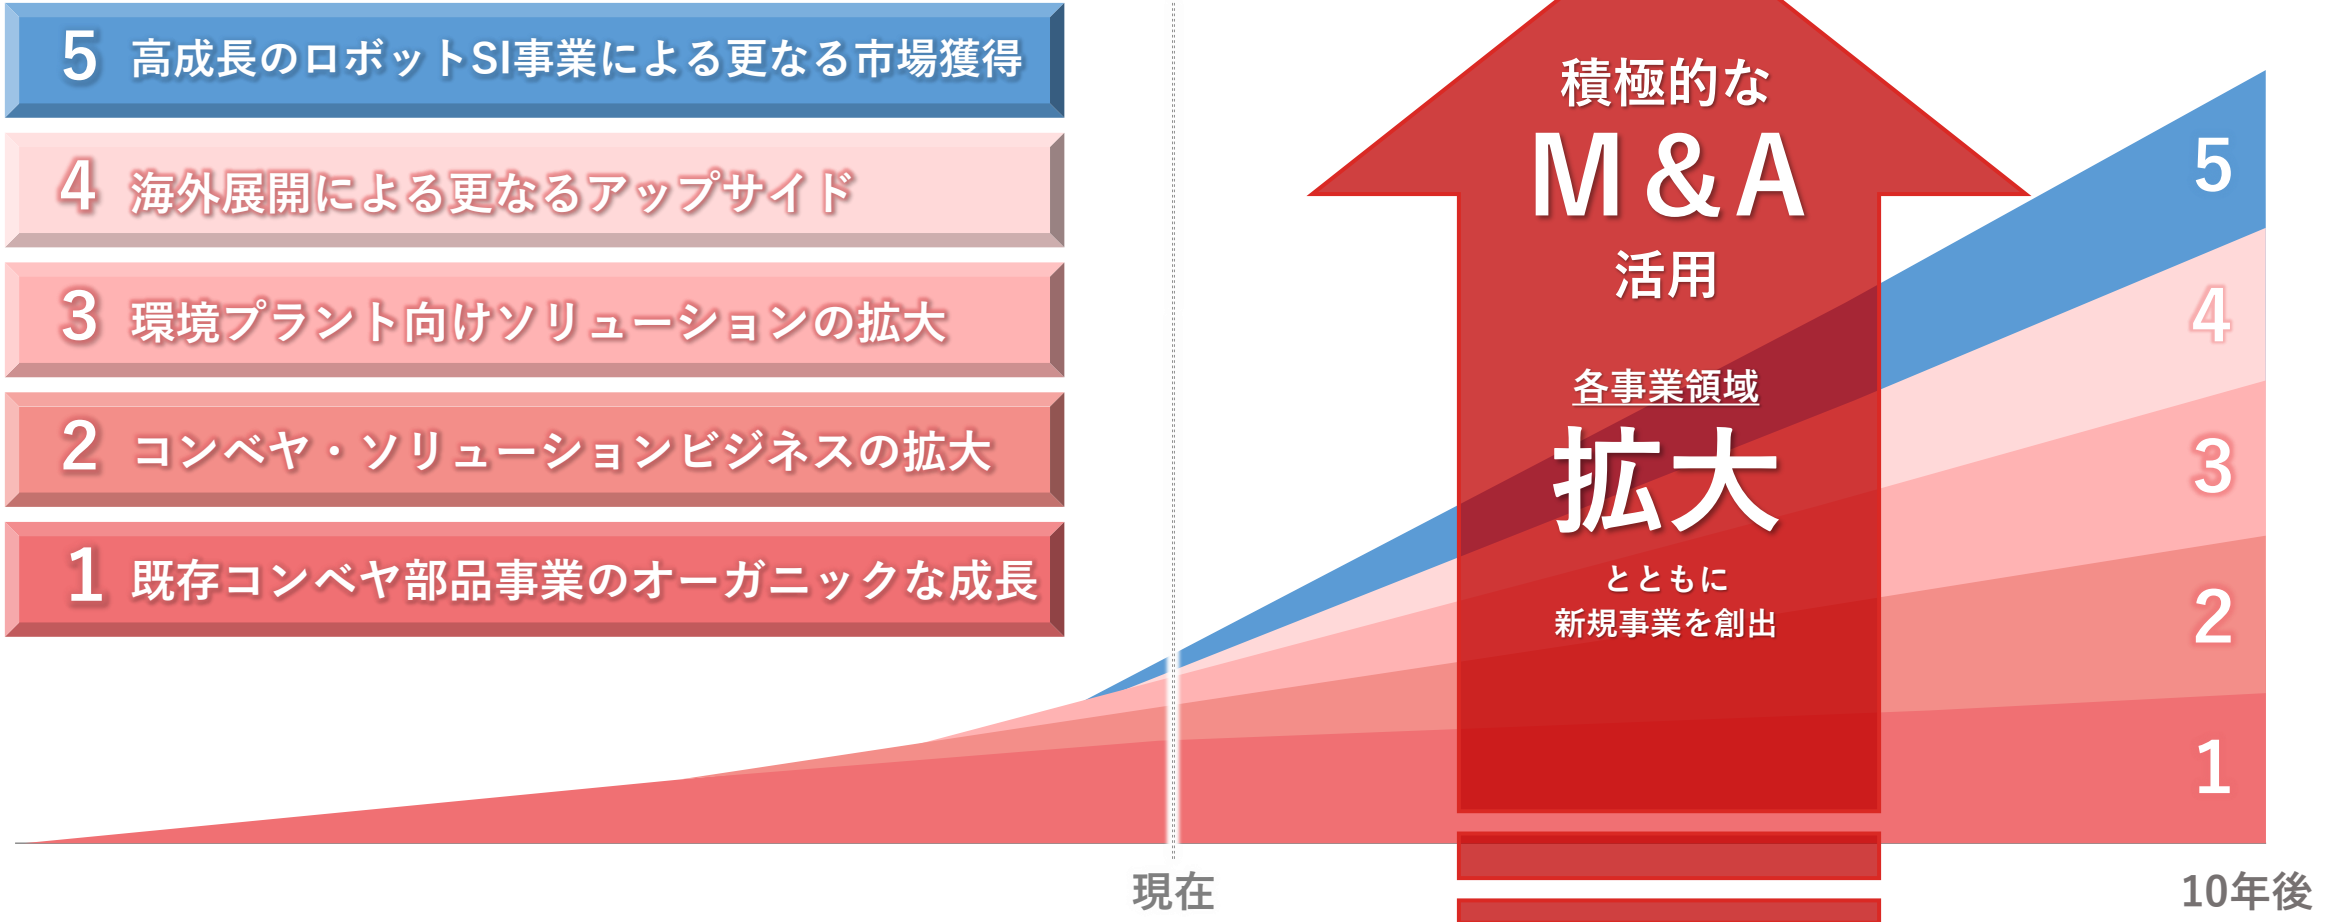 5 高成長のロボットSI事業による更なる市場獲得
4 海外展開による更なるアップサイド
3 環境プラント向けソリューションの拡大
2 コンベヤ・ソリューションビジネスの拡大
1 既存コンベヤ部品事業のオーガニックな成長
積極的な
M&A
活用
各事業領域
拡大
とともに
新規事業を創出
5
4
3
2
1
現在
10年後